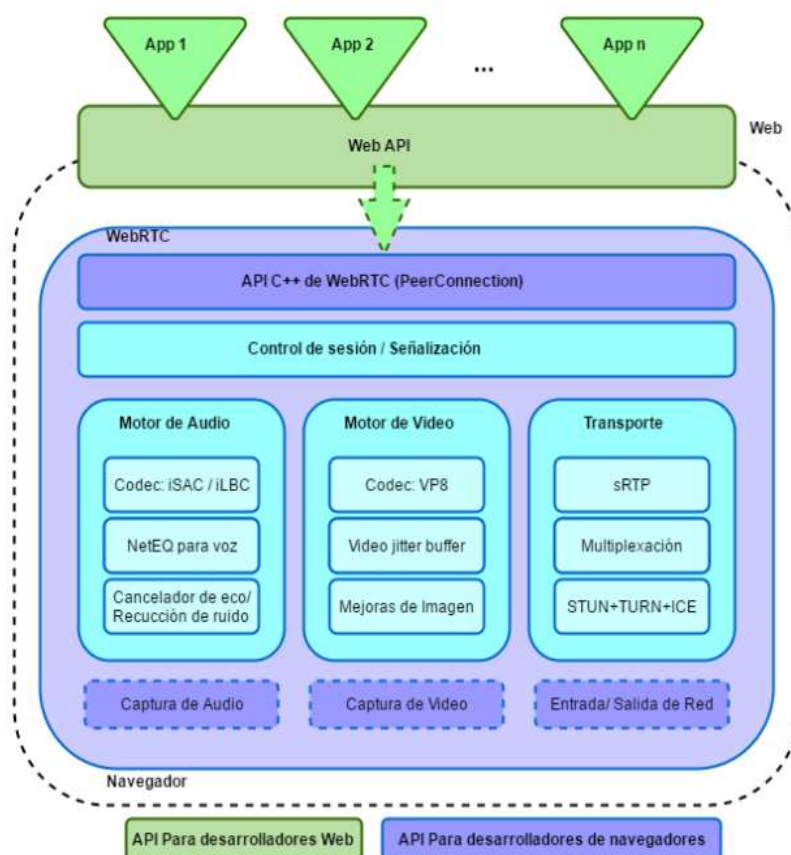 App 1
App 2
...
App n
Web
Web API
WebRTC
API C++ de WebRTC (PeerConnection)
Control de sesión / Señalización
Motor de Audio
Codec: iSAC / iLBC
NetEQ para voz
Cancelador de eco/
Recucción de ruido
Motor de Video
Codec: VP8
Video jitter buffer
Mejoras de Imagen
Transporte
sRTP
Multiplexación
STUN+TURN+ICE
Captura de Audio
Captura de Video
Entrada/ Salida de Red
Navegador
API Para desarrolladores Web
API Para desarrolladores de navegadores